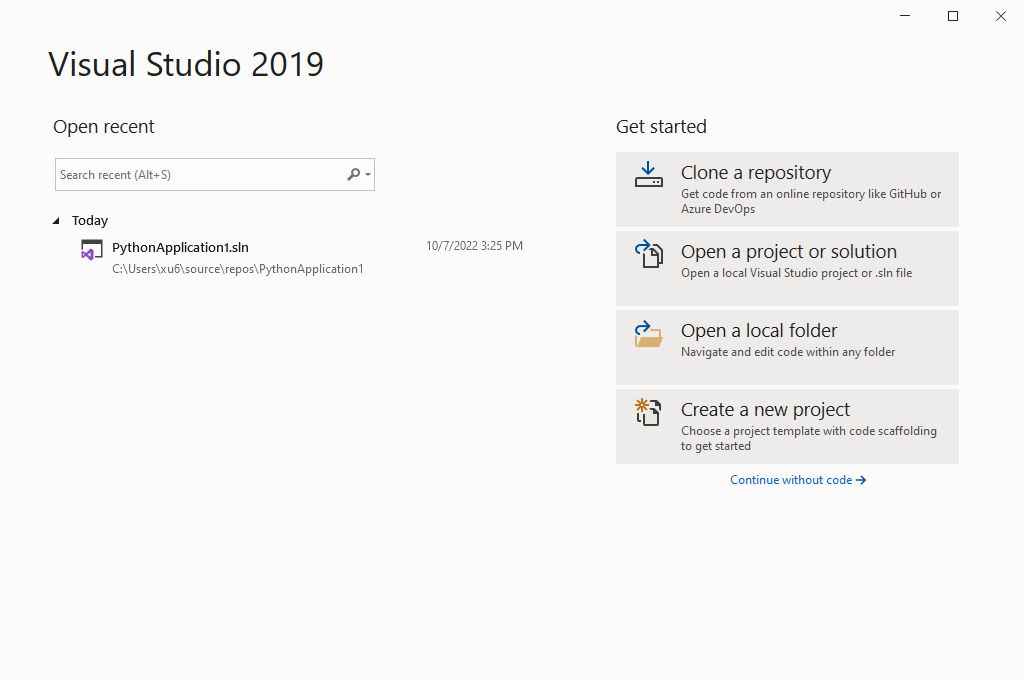 Visual Studio 2019
Open recent
Search recent (Alt+S)
Today
PythonApplication1.sln
10/7/2022 3:25 PM
C:\Users\xu6\source\repos\PythonApplication1
Get started
Clone a repository
Get code from an online repository like GitHub or
Azure DevOps
Open a project or solution
Open a local Visual Studio project or .sln file
Open a local folder
Navigate and edit code within any folder
Create a new project
Choose a project template with code scaffolding
to get started
Continue without code →